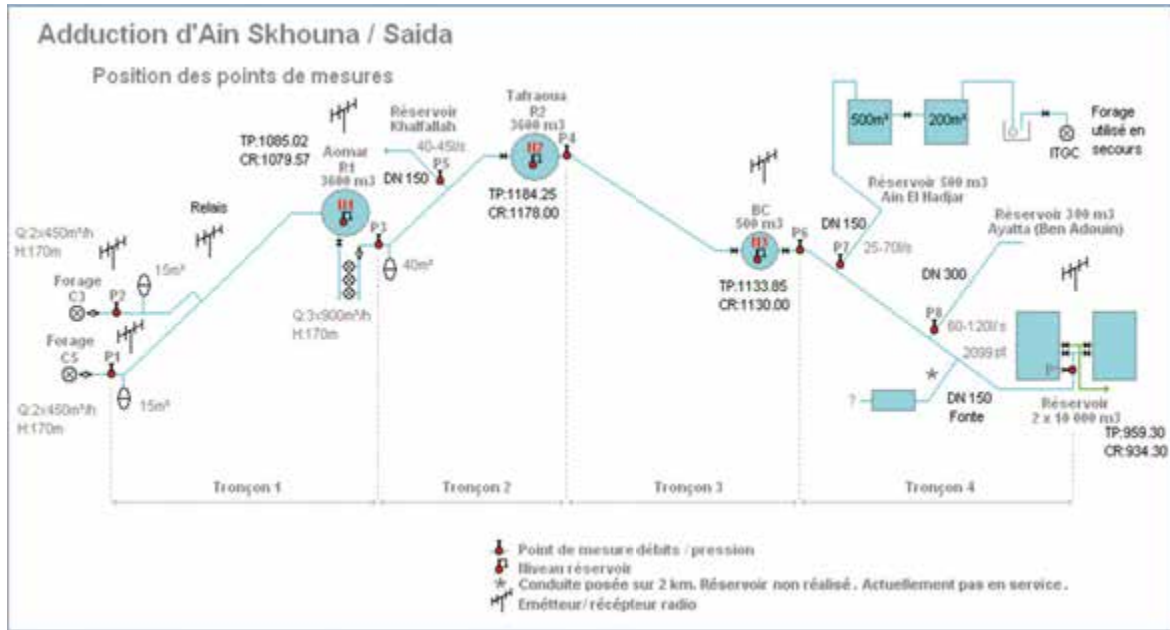 Adduction d'Ain Skhouna / Saida
Position des points de mesures
TP:1085.02
CR:1079.57
Aomar
R1
3600 m3
Réservoir
Khalfallah
40-45l/s
P5
DN 150
Tafraoua
R2
3600 m3
P4
TP:1184.25
CR:1178.00
500m³
200m³
ITGC
Forage
utilisé en
secours
Relais
Q:2x450m³/h
H:170m
15m³
Forage
C3
P2
Forage
C5
P1
15m³
Q:2x450m³/h
H:170m
P3
40m³
Q:3x900m³/h
H:170m
BC
500 m3
P6
TP:1133.85
CR:1130.00
DN 150
P7
25-70l/s
Réservoir 500 m3
Ain El Hadjar
Réservoir 300 m3
Ayatta (Ben Adouin)
DN 300
P8
60-120l/s
2099 pt
?
DN 150
Fonte
Réservoir
2 x 10 000 m3
TP:959.30
CR:934.30
Tronçon 1
Tronçon 2
Tronçon 3
Tronçon 4
Point de mesure débits / pression
Niveau réservoir
Conduite posée sur 2 km. Réservoir non réalisé. Actuellement pas en service.
Emétteur/ récépteur radio